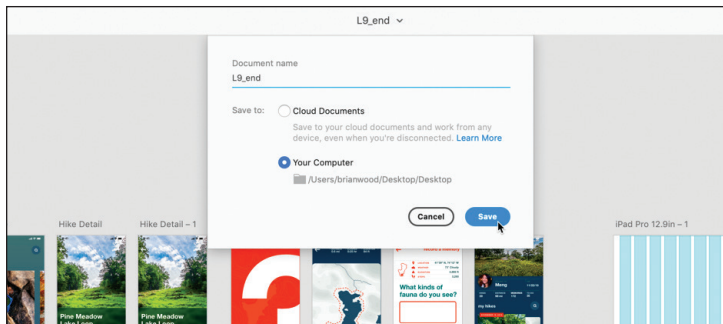 L9_end
Document name
L9_end
Save to:
Cloud Documents
Save to your cloud documents and work from any
device, even when you're disconnected. Learn More
Your Computer
/Users/brianwood/Desktop/Desktop
Cancel
Save
Hike Detail
Hike Detail – 1
iPad Pro 12.9in – 1
Pine Meadow
Lake Loop
Pine Meadow
Lake Loop
What kinds of
fauna do you see?
Meng